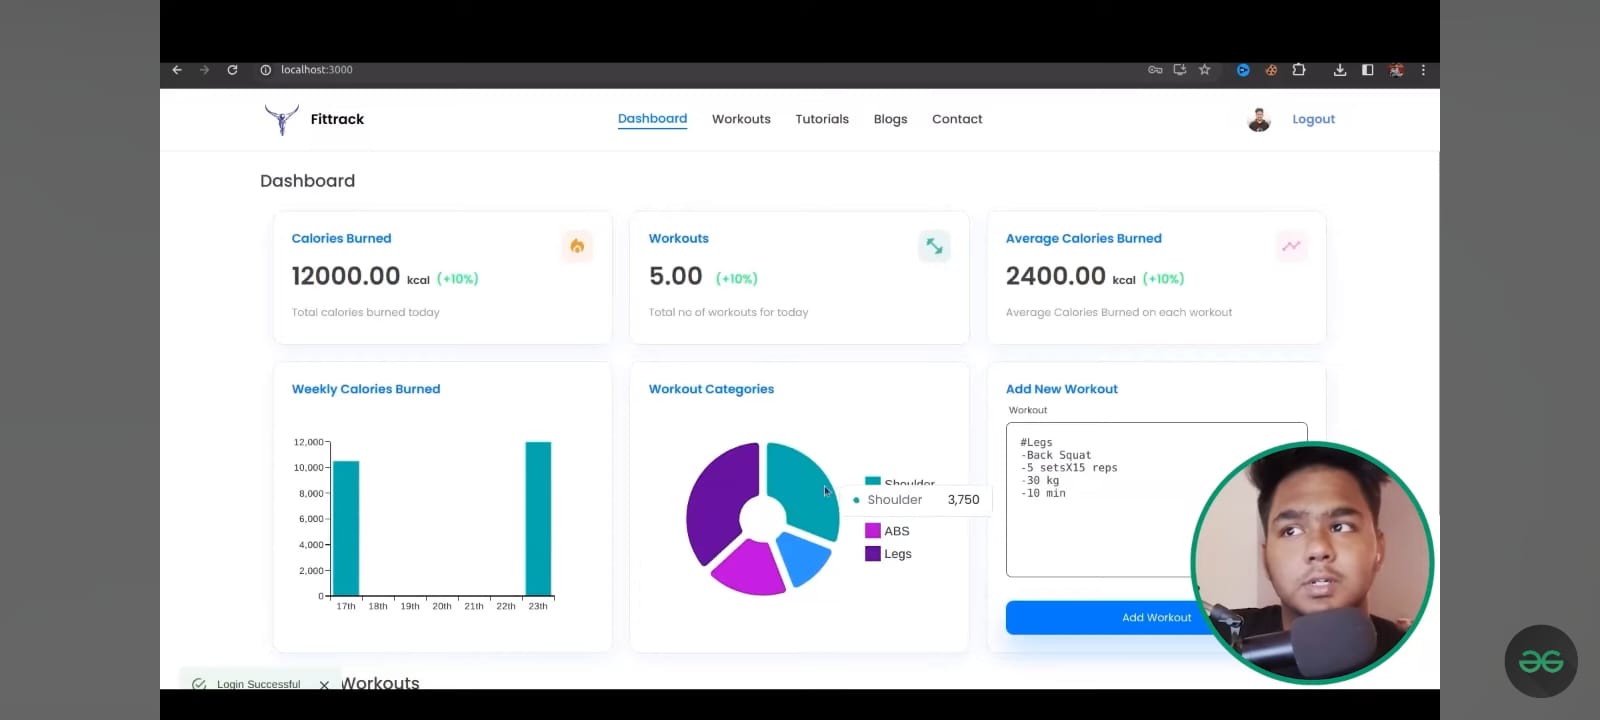 localhost:3000
Fittrack
Dashboard Workouts Tutorials Blogs Contact
Logout
Dashboard
Calories Burned
12000.00 kcal (+10%)
Total calories burned today
Workouts
5.00 (+10%)
Total no of workouts for today
Average Calories Burned
2400.00 kcal (+10%)
Average Calories Burned on each workout
Weekly Calories Burned
12,000
10,000
8,000
6,000
4,000
2,000
0
17th 18th 19th 20th 21th 22th 23th
Workout Categories
Shoulder
Shoulder 3,750
ABS
Legs
Add New Workout
Workout
#Legs
-Back Squat
-5 setsX15 reps
-30 kg
-10 min
Add Workout
Login Successful
Workouts